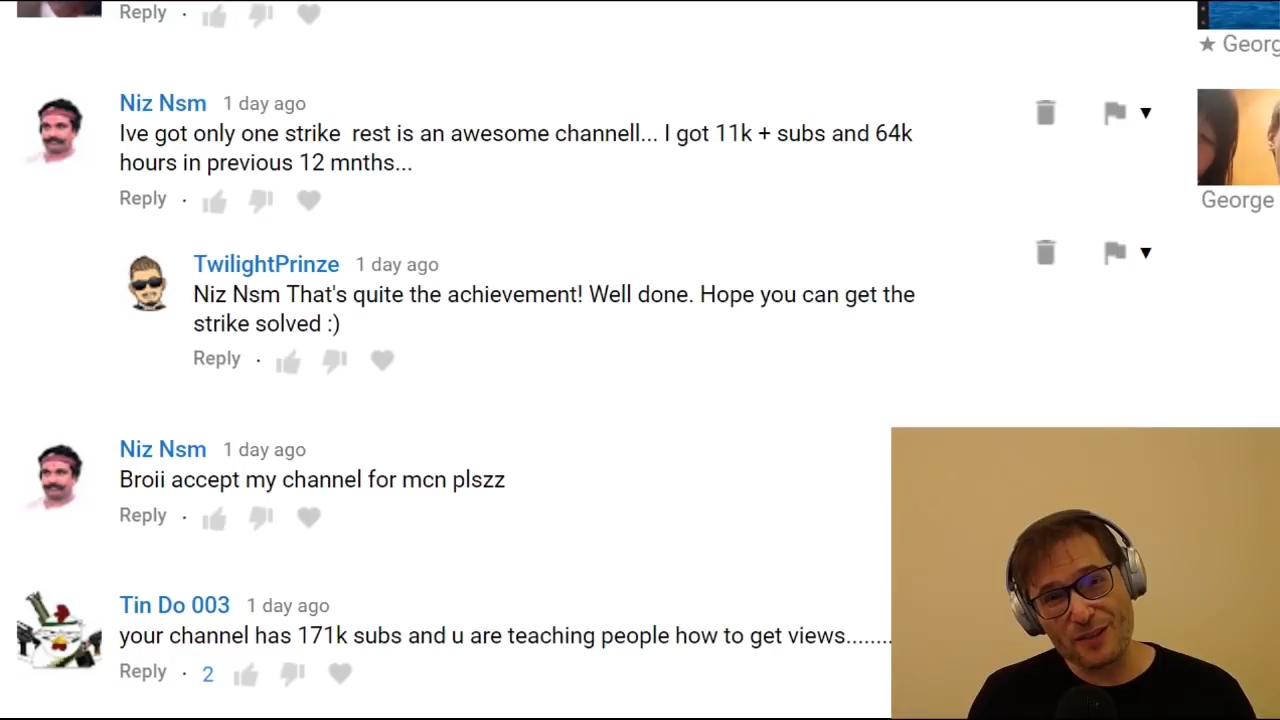 Reply ·
★ Georg
Niz Nsm 1 day ago
Ive got only one strike rest is an awesome channell... I got 11k + subs and 64k
hours in previous 12 mnths...
Reply ·
George
TwilightPrinze 1 day ago
Niz Nsm That's quite the achievement! Well done. Hope you can get the
strike solved :)
Reply ·
Niz Nsm 1 day ago
Broii accept my channel for mcn plszz
Reply ·
Tin Do 003 1 day ago
your channel has 171k subs and u are teaching people how to get views........
Reply · 2